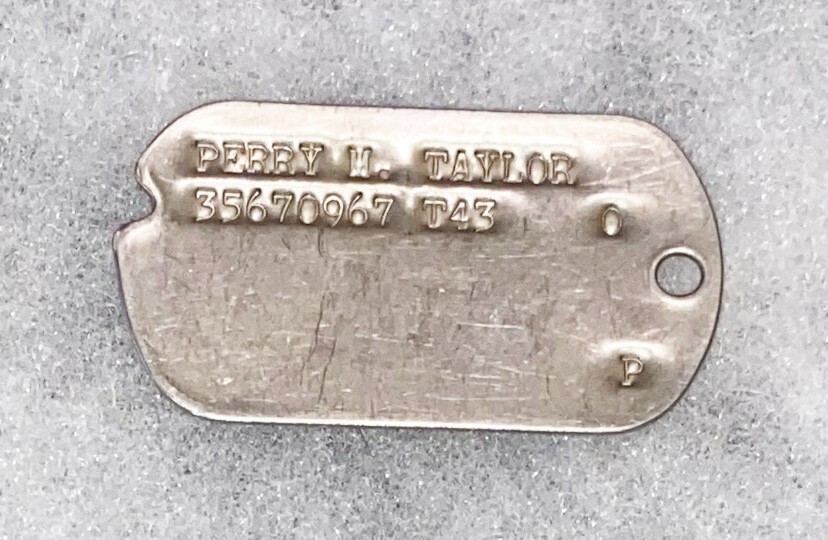 PERRY M. TAYLOR
35670967 T43 O
P